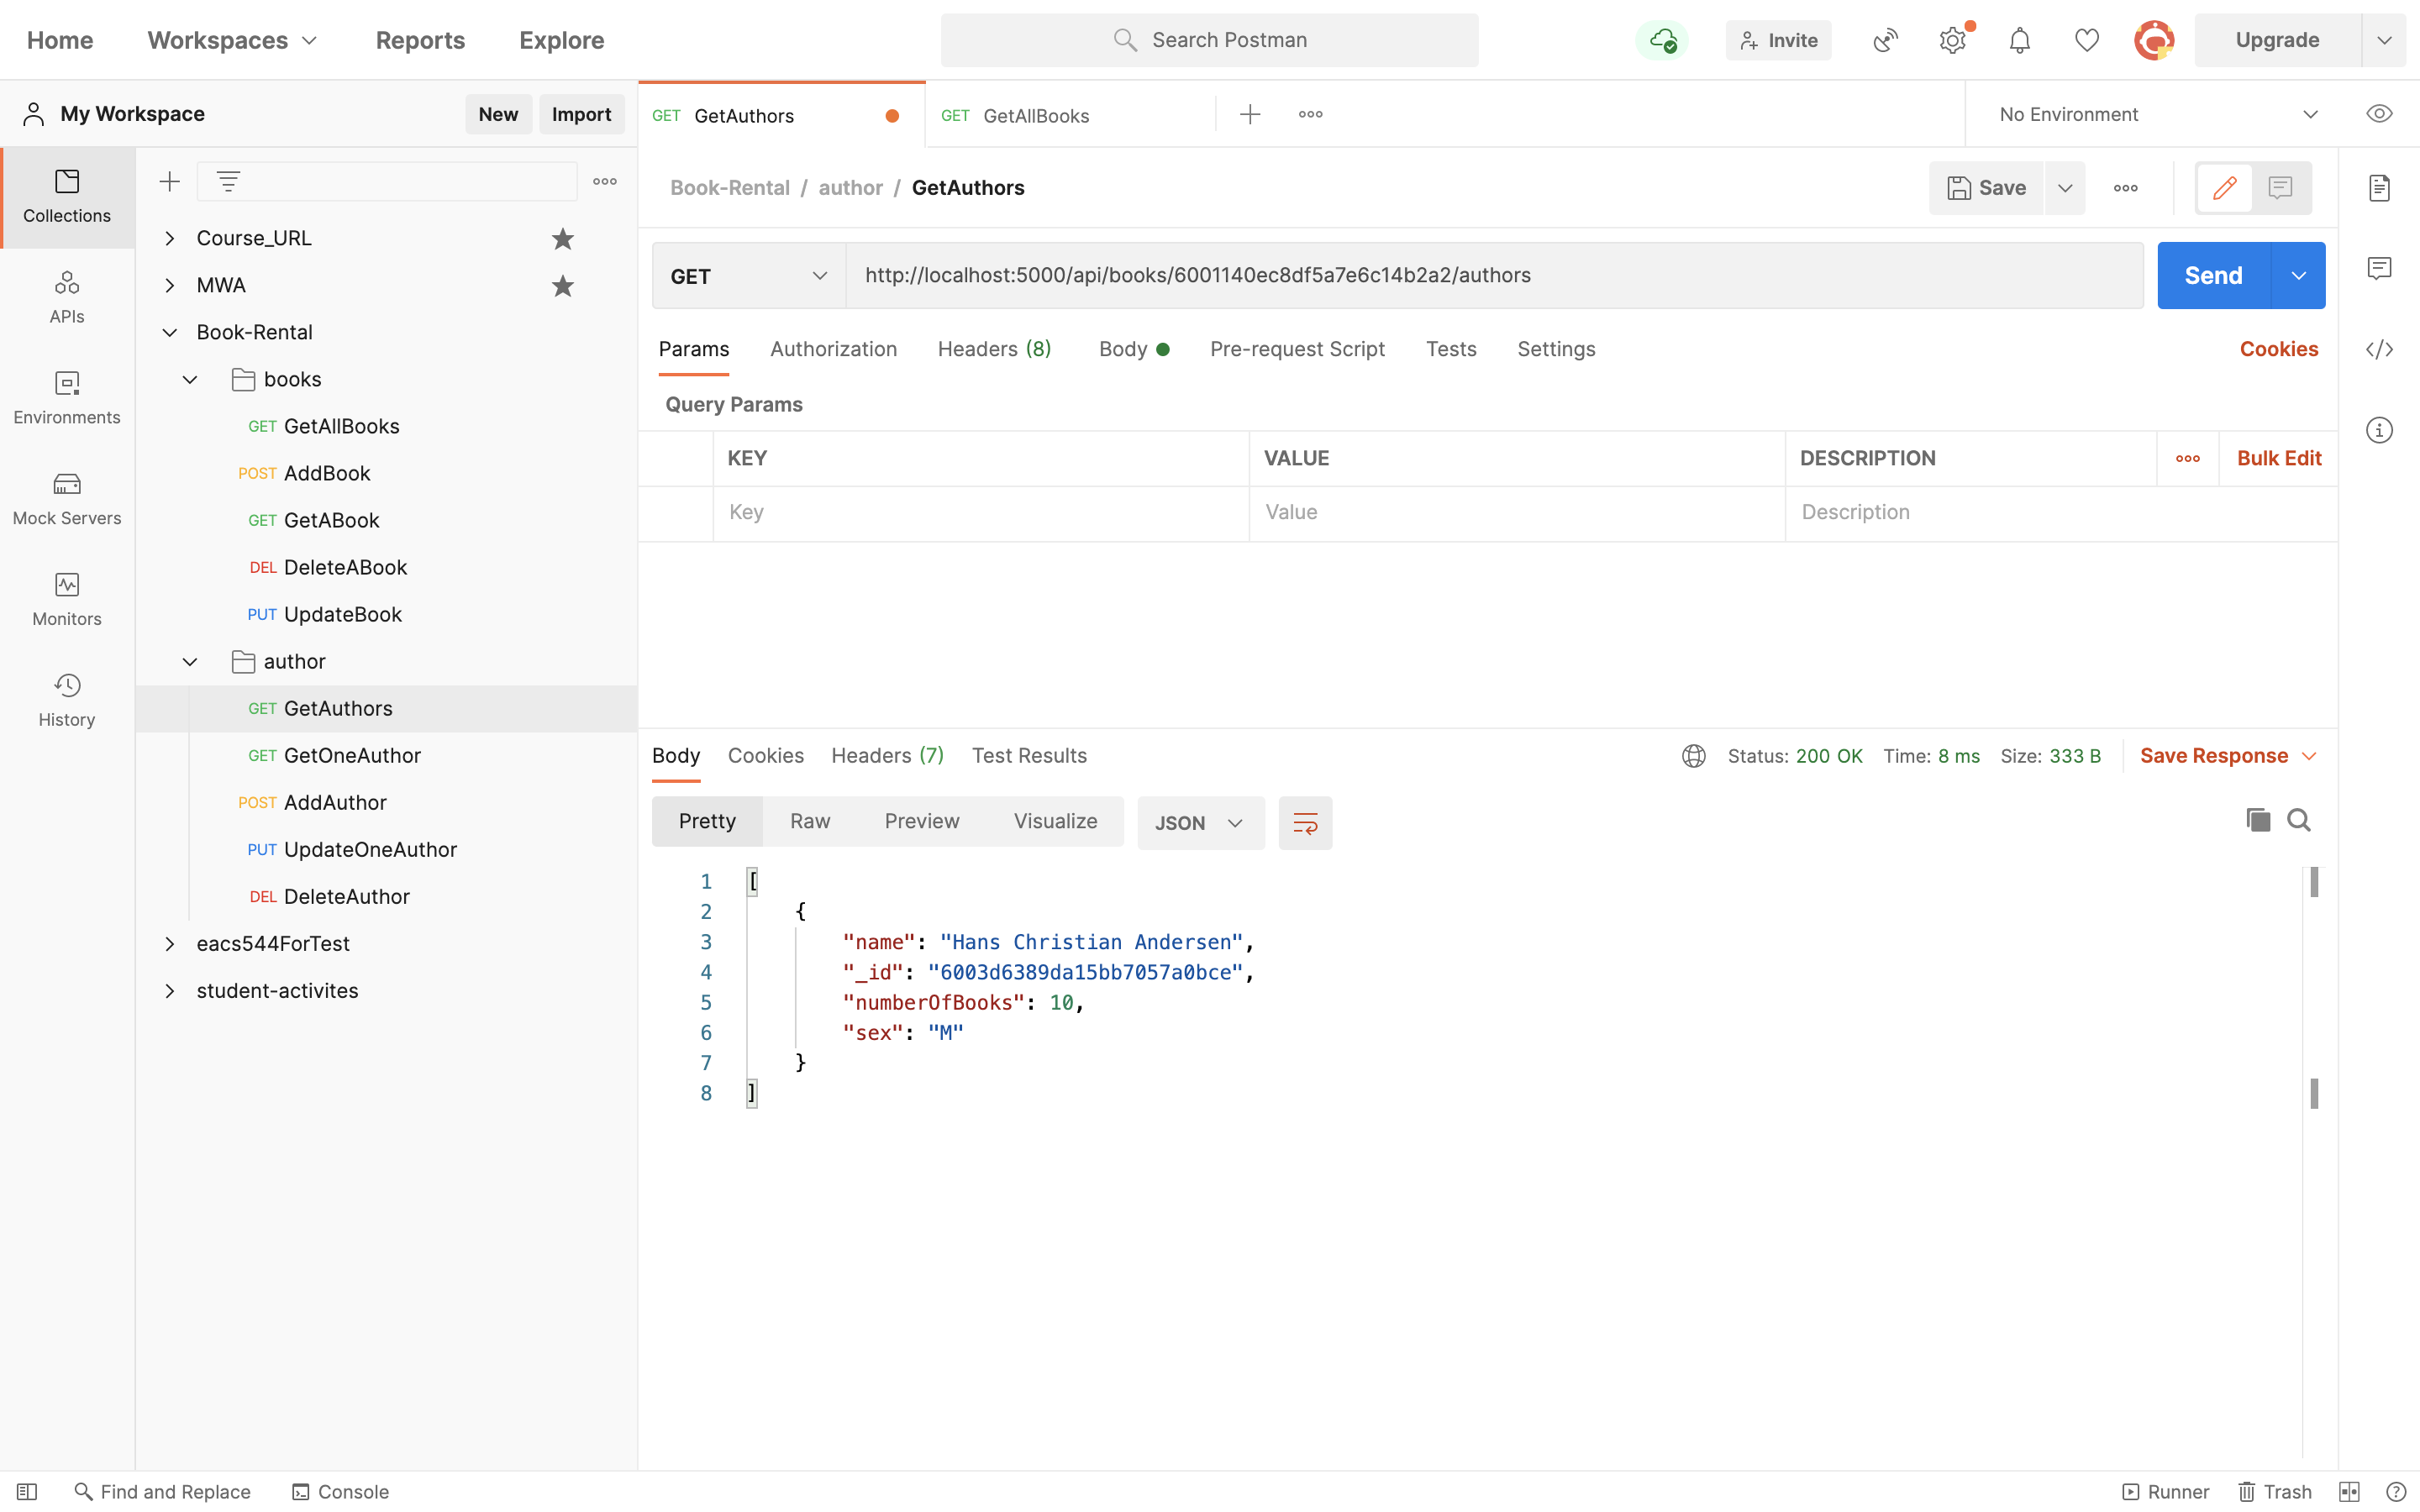 Home Workspaces Reports Explore Search Postman Invite Upgrade
My Workspace New Import GET GetAuthors GET GetAllBooks No Environment
Collections
APIs
Environments
Mock Servers
Monitors
History
Course_URL
MWA
Book-Rental
books
GET GetAllBooks
POST AddBook
GET GetABook
DEL DeleteABook
PUT UpdateBook
author
GET GetAuthors
GET GetOneAuthor
POST AddAuthor
PUT UpdateOneAuthor
DEL DeleteAuthor
eacs544ForTest
student-activites
Book-Rental / author / GetAuthors Save
GET http://localhost:5000/api/books/6001140ec8df5a7e6c14b2a2/authors Send
Params Authorization Headers (8) Body Pre-request Script Tests Settings Cookies
Query Params
KEY VALUE DESCRIPTION Bulk Edit
Key Value Description
Body Cookies Headers (7) Test Results Status: 200 OK Time: 8 ms Size: 333 B Save Response
Pretty Raw Preview Visualize JSON
1 [
2 {
3 "name": "Hans Christian Andersen",
4 "_id": "6003d6389da15bb7057a0bce",
5 "numberOfBooks": 10,
6 "sex": "M"
7 }
8 ]
Find and Replace Console Runner Trash